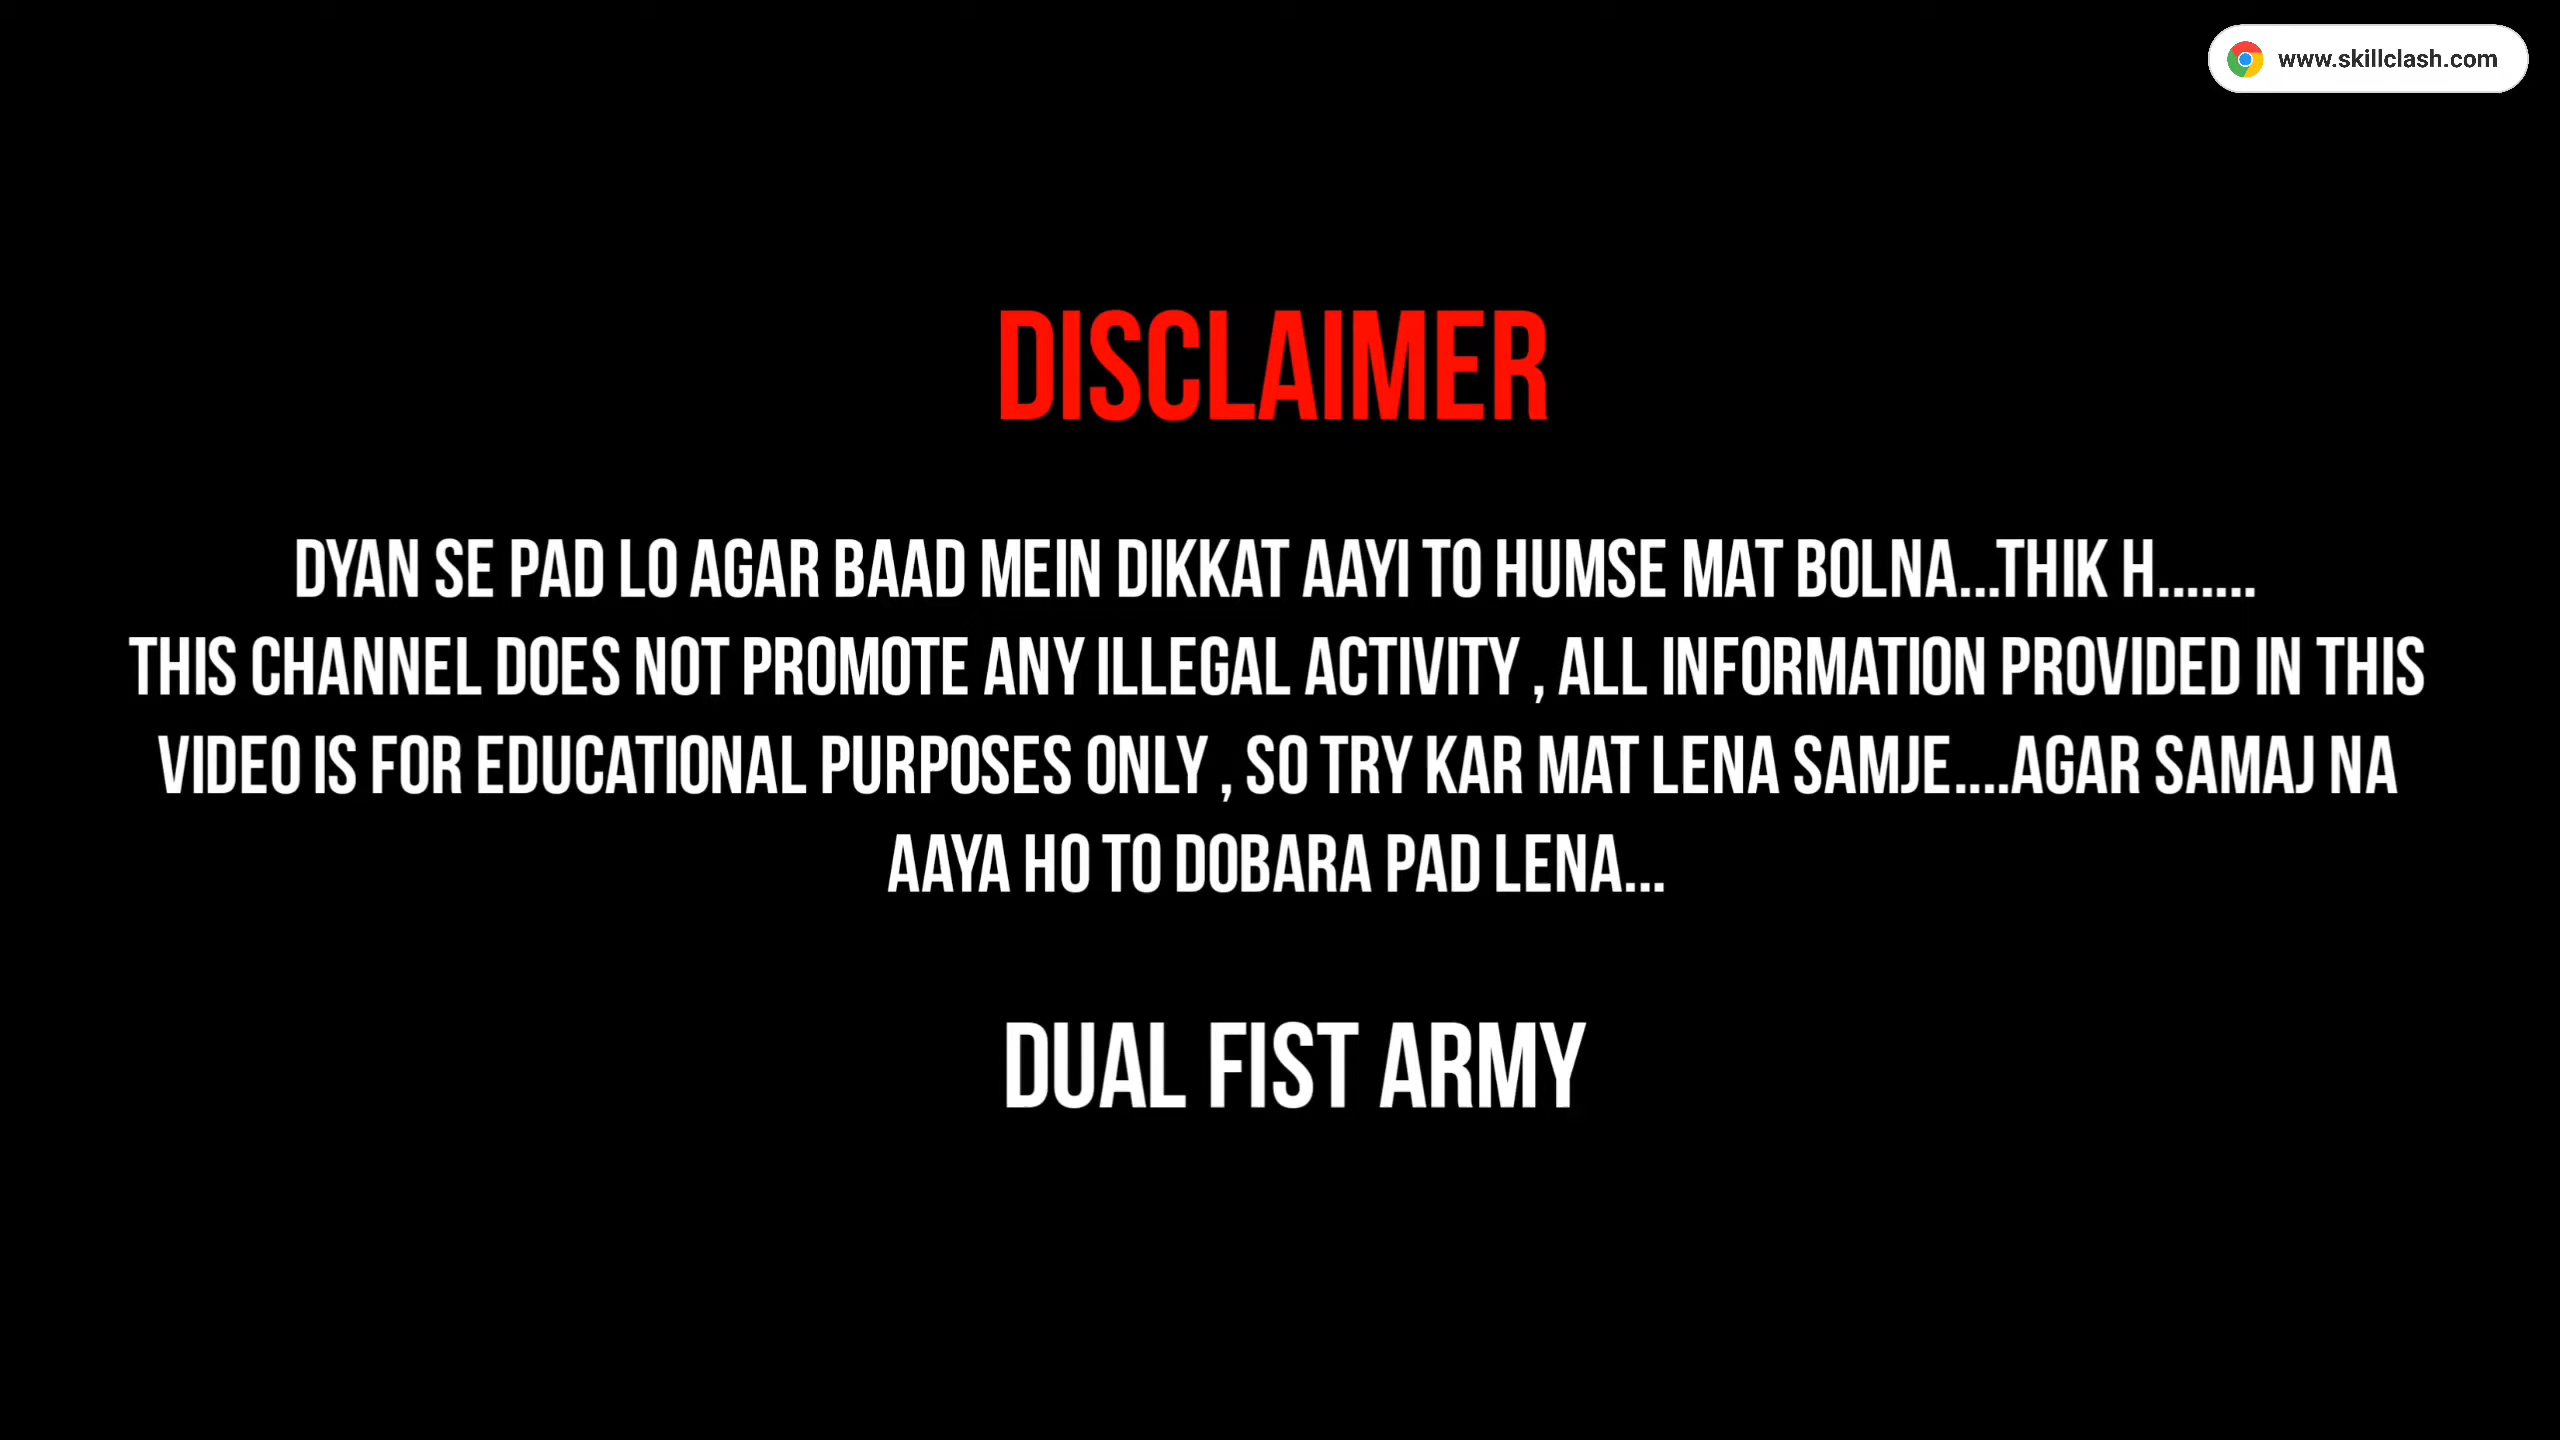 www.skillclash.com
DISCLAIMER
DYAN SE PAD LO AGAR BAAD MEIN DIKKAT AAYI TO HUMSE MAT BOLNA...THIK H.......
THIS CHANNEL DOES NOT PROMOTE ANY ILLEGAL ACTIVITY , ALL INFORMATION PROVIDED IN THIS
VIDEO IS FOR EDUCATIONAL PURPOSES ONLY , SO TRY KAR MAT LENA SAMJE....AGAR SAMAJ NA
AAYA HO TO DOBARA PAD LENA...
DUAL FIST ARMY